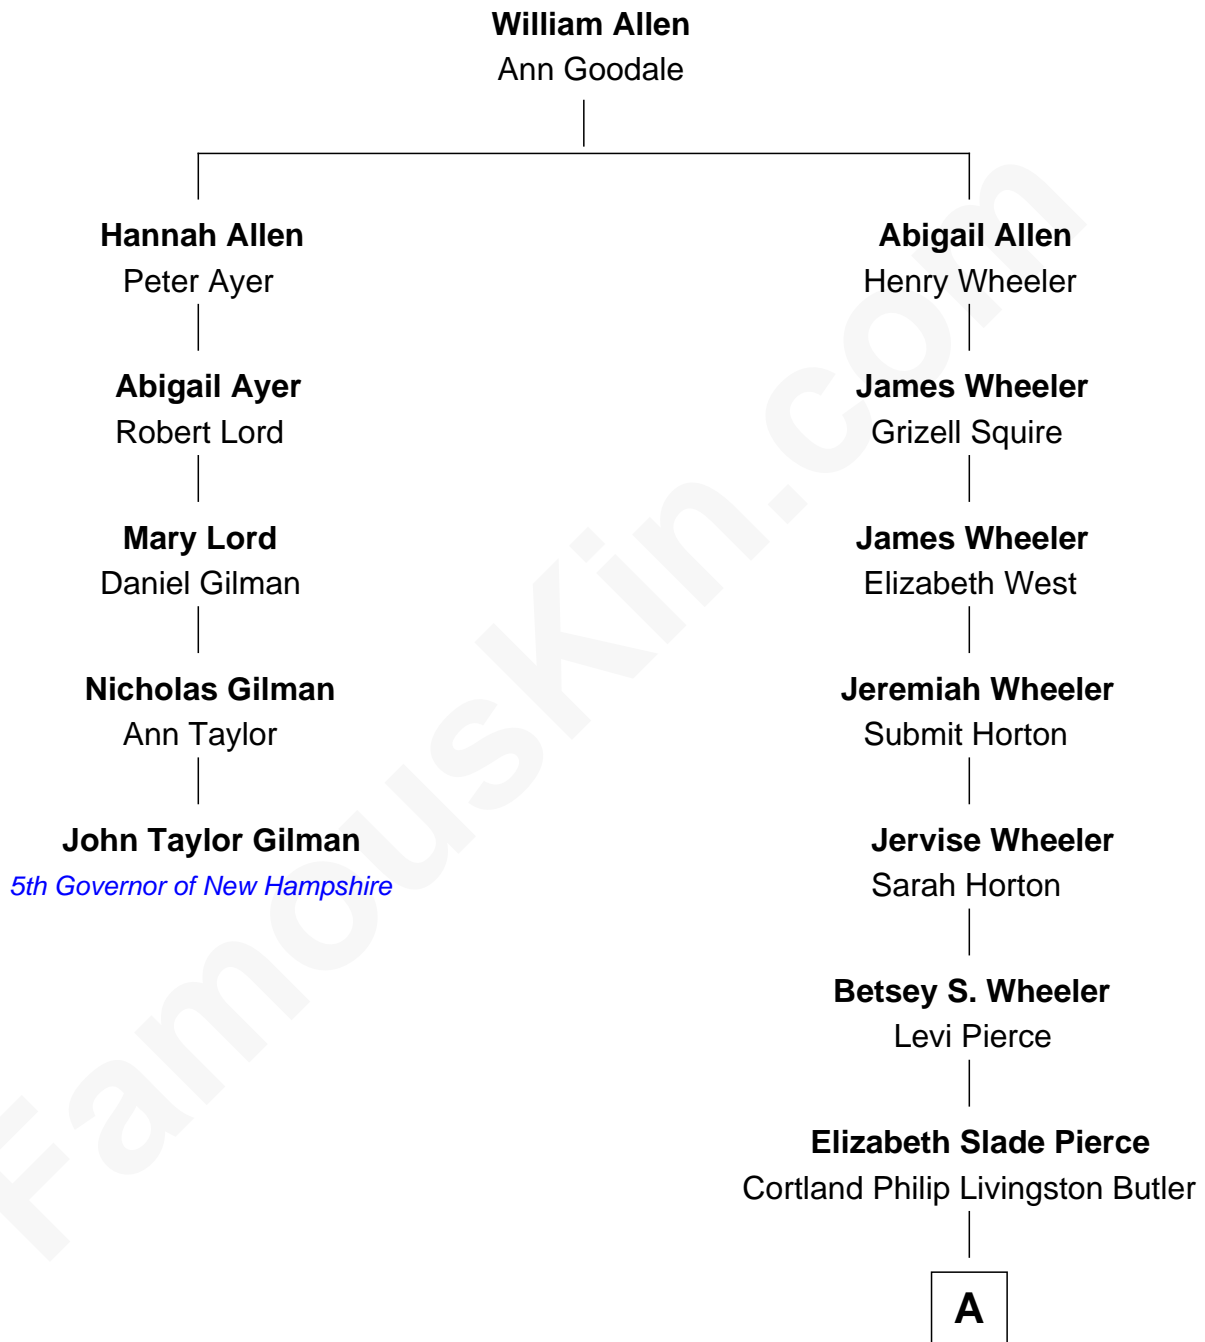 William Allen
Ann Goodale
Hannah Allen
Peter Ayer
Abigail Ayer
Robert Lord
Mary Lord
Daniel Gilman
Nicholas Gilman
Ann Taylor
John Taylor Gilman
5th Governor of New Hampshire
Abigail Allen
Henry Wheeler
James Wheeler
Grizell Squire
James Wheeler
Elizabeth West
Jeremiah Wheeler
Submit Horton
Jervise Wheeler
Sarah Horton
Betsey S. Wheeler
Levi Pierce
Elizabeth Slade Pierce
Cortland Philip Livingston Butler
A
FamousKin.com